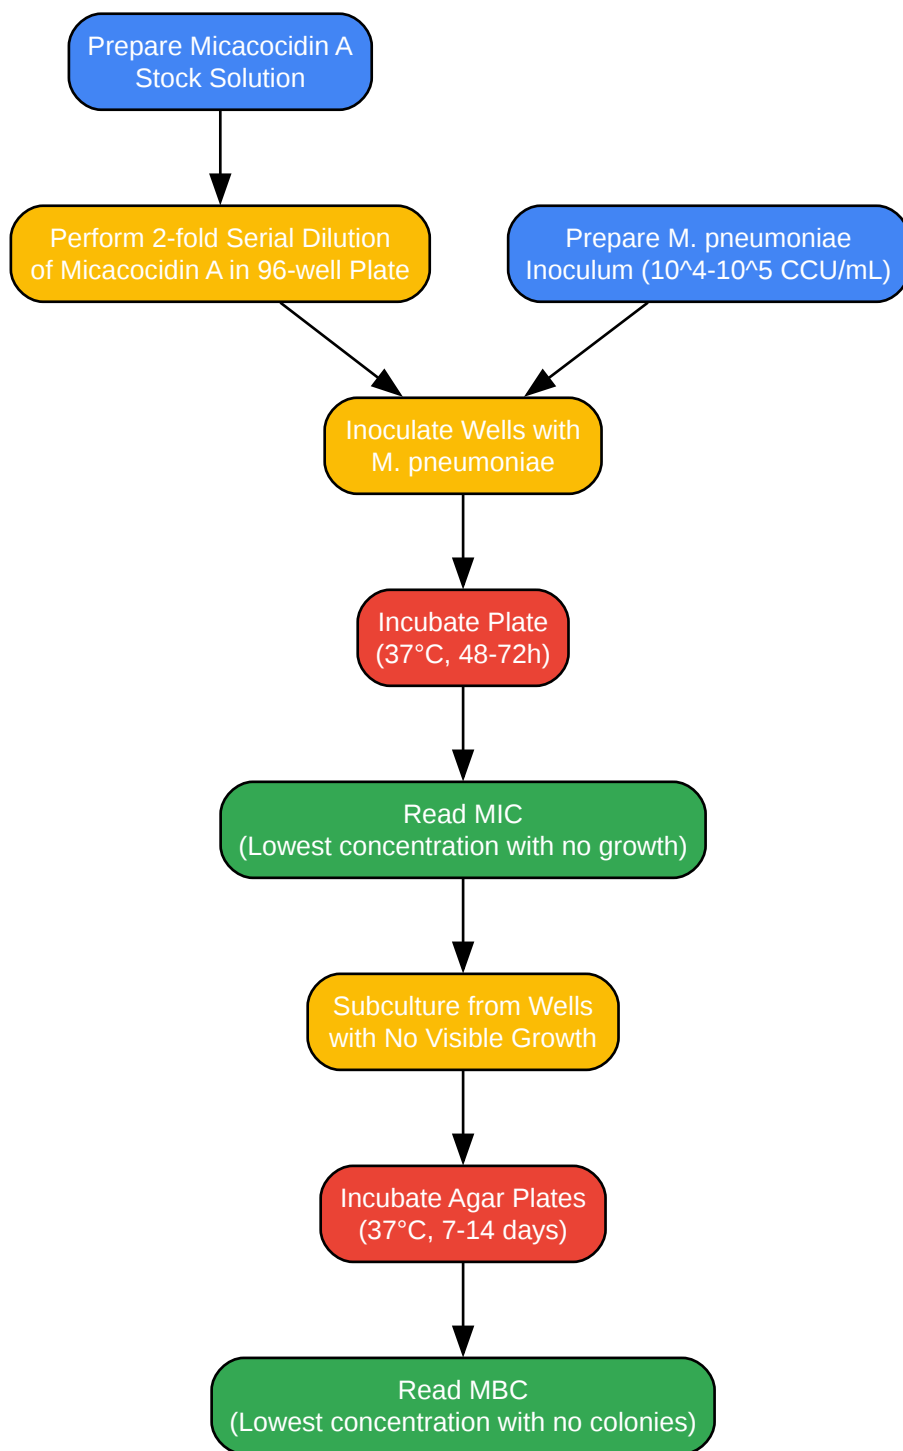 Prepare Micacocidin A
Stock Solution
Perform 2-fold Serial Dilution
of Micacocidin A in 96-well Plate
Prepare M. pneumoniae
Inoculum (10^4-10^5 CCU/mL)
Inoculate Wells with
M. pneumoniae
Incubate Plate
(37°C, 48-72h)
Read MIC
(Lowest concentration with no growth)
Subculture from Wells
with No Visible Growth
Incubate Agar Plates
(37°C, 7-14 days)
Read MBC
(Lowest concentration with no colonies)